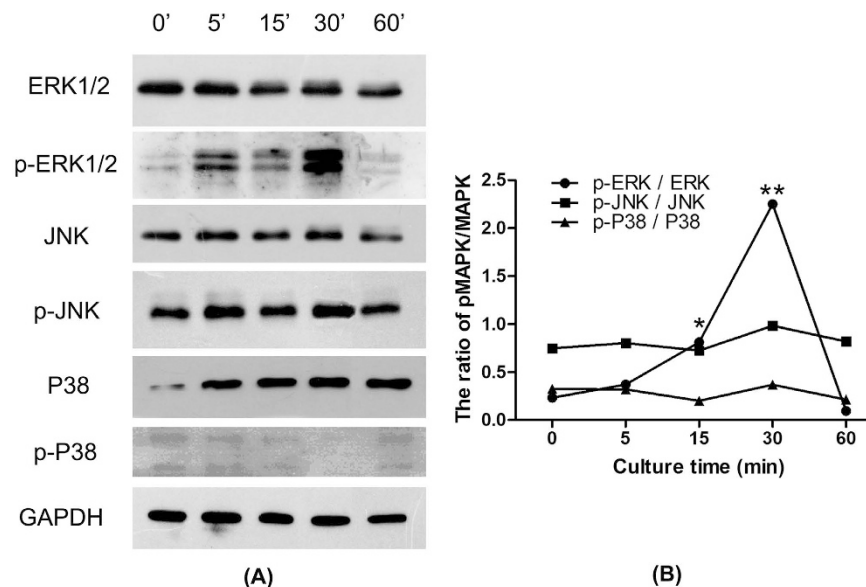 0’ 5’ 15’ 30’ 60’
ERK1/2
p-ERK1/2
JNK
p-JNK
P38
p-P38
GAPDH
(A)
The ratio of pMAPK/MAPK
2.5
2.0
1.5
1.0
0.5
0.0
p-ERK / ERK
p-JNK / JNK
p-P38 / P38
*
**
0 5 15 30 60
Culture time (min)
(B)